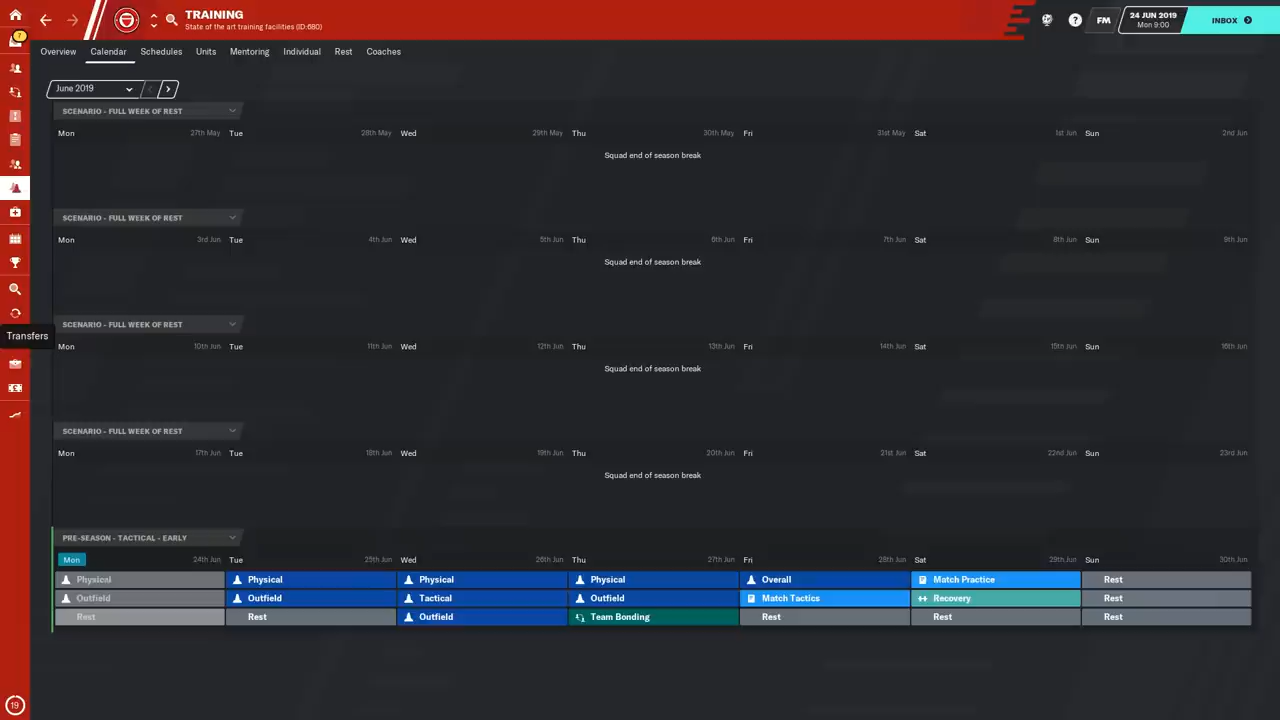 TRAINING
State of the art training facilities (ID:680)
FM
24 JUN 2019
Mon 9:00
INBOX
7
Overview Calendar Schedules Units Mentoring Individual Rest Coaches
June 2019
SCENARIO - FULL WEEK OF REST
Mon 27th May Tue 28th May Wed 29th May Thu 30th May Fri 31st May Sat 1st Jun Sun 2nd Jun
Squad end of season break
SCENARIO - FULL WEEK OF REST
Mon 3rd Jun Tue 4th Jun Wed 5th Jun Thu 6th Jun Fri 7th Jun Sat 8th Jun Sun 9th Jun
Squad end of season break
SCENARIO - FULL WEEK OF REST
Transfers
Mon 10th Jun Tue 11th Jun Wed 12th Jun Thu 13th Jun Fri 14th Jun Sat 15th Jun Sun 16th Jun
Squad end of season break
SCENARIO - FULL WEEK OF REST
Mon 17th Jun Tue 18th Jun Wed 19th Jun Thu 20th Jun Fri 21st Jun Sat 22nd Jun Sun 23rd Jun
Squad end of season break
PRE-SEASON - TACTICAL - EARLY
Mon 24th Jun Tue 25th Jun Wed 26th Jun Thu 27th Jun Fri 28th Jun Sat 29th Jun Sun 30th Jun
Physical Physical Physical Physical Overall Match Practice Rest
Outfield Outfield Tactical Outfield Match Tactics Recovery Rest
Rest Rest Outfield Team Bonding Rest Rest Rest
19